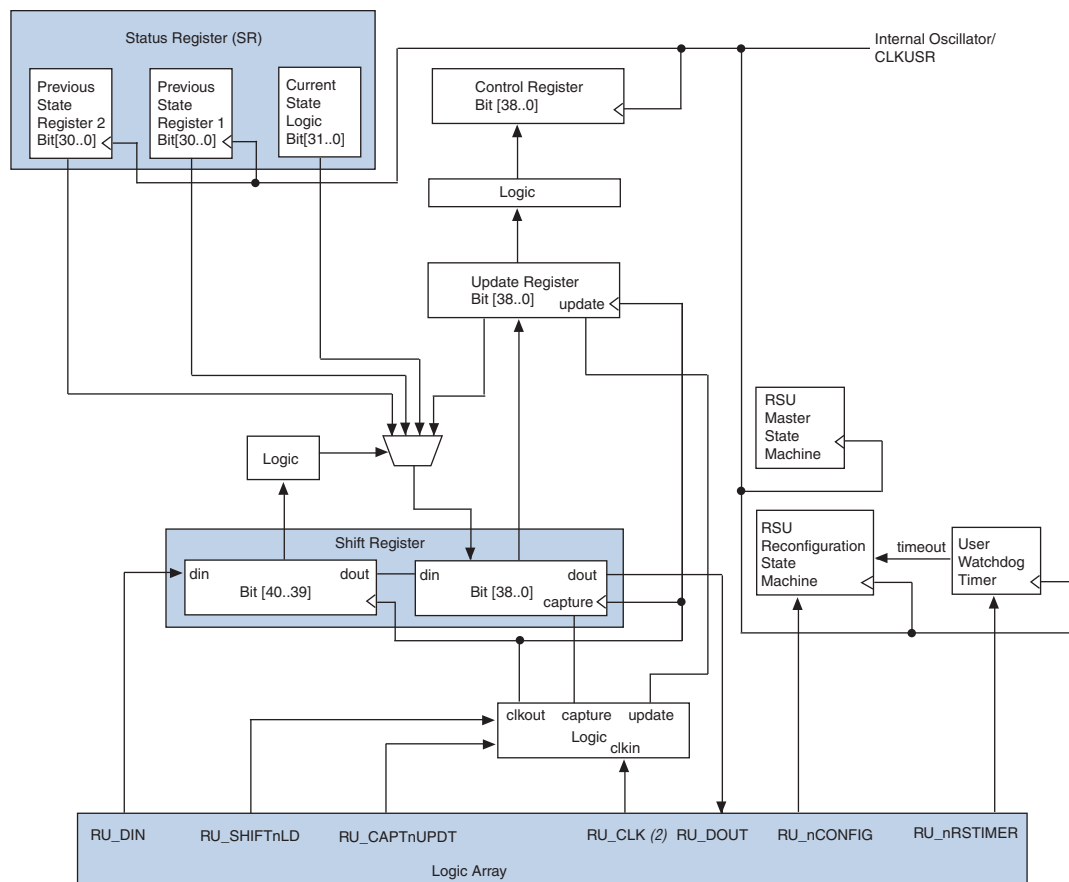 Status Register (SR)
Previous
State
Register 2
Bit[30..0]
Previous
State
Register 1
Bit[30..0]
Current
State
Logic
Bit[31..0]
Internal Oscillator/
CLKUSR
Control Register
Bit [38..0]
Logic
Update Register
Bit [38..0]
update
RSU
Master
State
Machine
Logic
Shift Register
din
dout
Bit [40..39]
din
dout
Bit [38..0]
capture
RSU
Reconfiguration
State
Machine
timeout
User
Watchdog
Timer
clkout
capture
update
Logic
clkin
RU_DIN
RU_SHIFTnLD
RU_CAPTnUPDT
RU_CLK (2)
RU_DOUT
RU_nCONFIG
RU_nRSTIMER
Logic Array